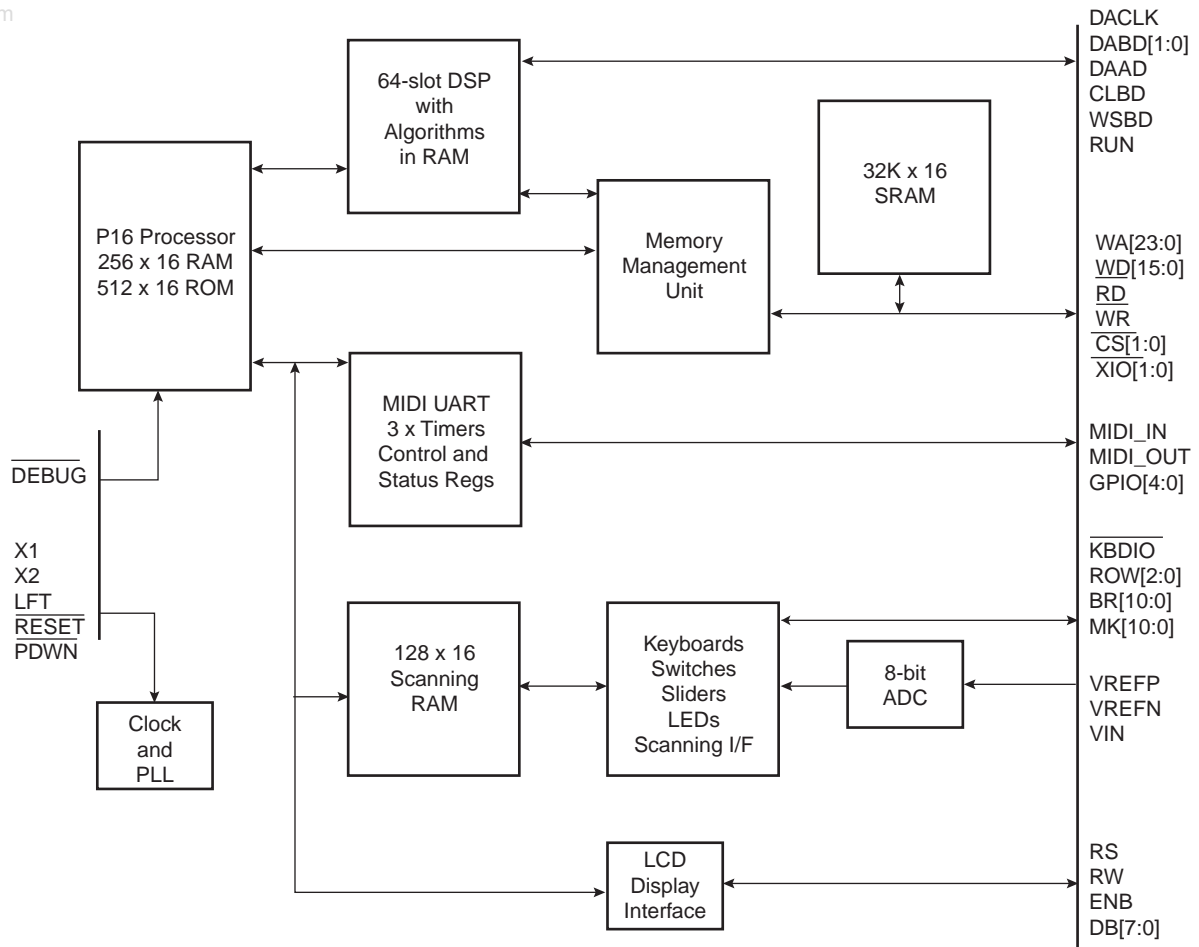 m
64-slot DSP
with
Algorithms
in RAM
P16 Processor
256 x 16 RAM
512 x 16 ROM
Memory
Management
Unit
32K x 16
SRAM
MIDI UART
3 x Timers
Control and
Status Regs
128 x 16
Scanning
RAM
Keyboards
Switches
Sliders
LEDs
Scanning I/F
8-bit
ADC
LCD
Display
Interface
Clock
and
PLL
DEBUG
X1
X2
LFT
RESET
PDWN
DACLK
DABD[1:0]
DAAD
CLBD
WSBD
RUN
WA[23:0]
WD[15:0]
RD
WR
CS[1:0]
XIO[1:0]
MIDI_IN
MIDI_OUT
GPIO[4:0]
KBDIO
ROW[2:0]
BR[10:0]
MK[10:0]
VREFP
VREFN
VIN
RS
RW
ENB
DB[7:0]